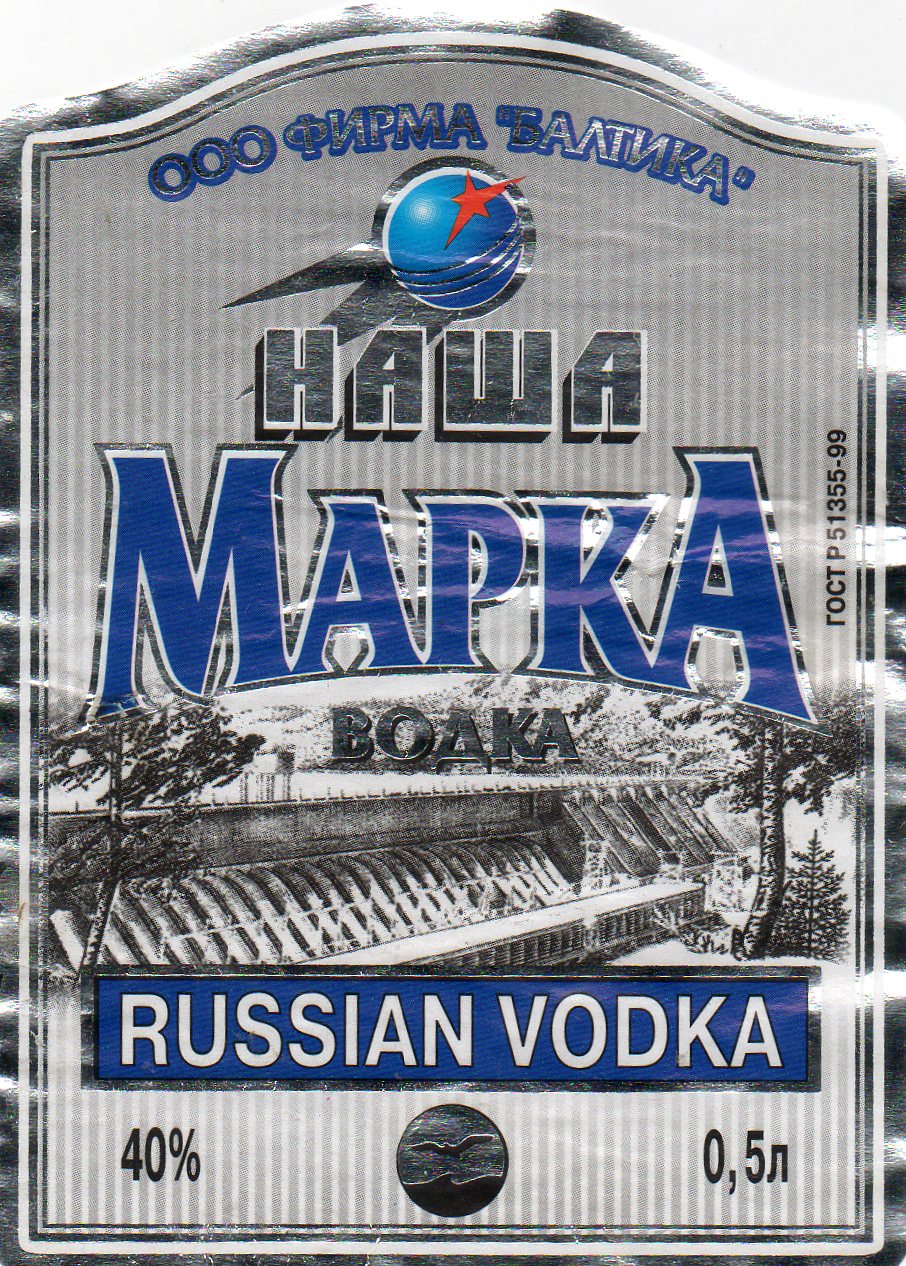 ООО ФИРМА "БАЛТИКА"
НАША
МАРКА
ВОДКА
ГОСТ Р 51355-99
RUSSIAN VODKA
40%
0,5л